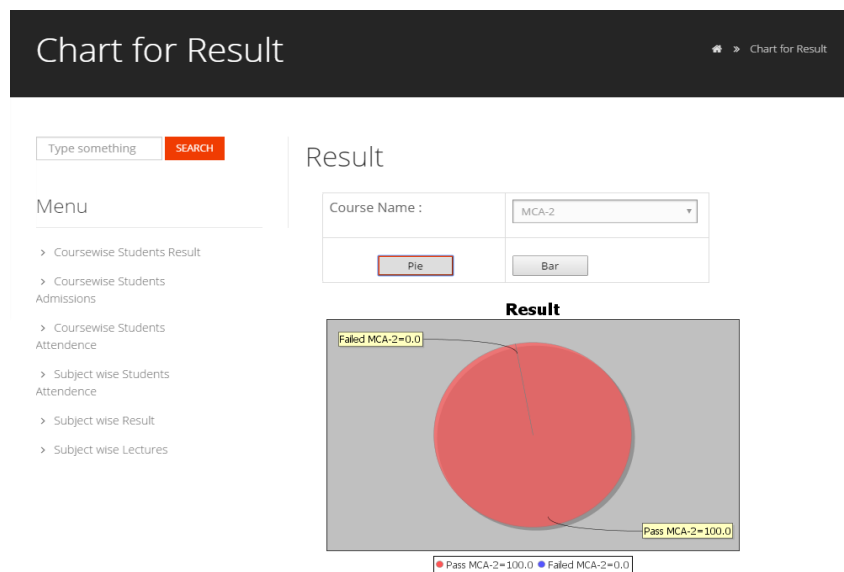 Chart for Result
» Chart for Result
Type something SEARCH
Menu
> Coursewise Students Result
> Coursewise Students
Admissions
> Coursewise Students
Attendence
> Subject wise Students
Attendence
> Subject wise Result
> Subject wise Lectures
Result
Course Name : MCA-2
Pie Bar
Result
Failed MCA-2=0.0
Pass MCA-2=100.0
Pass MCA-2=100.0 Failed MCA-2=0.0